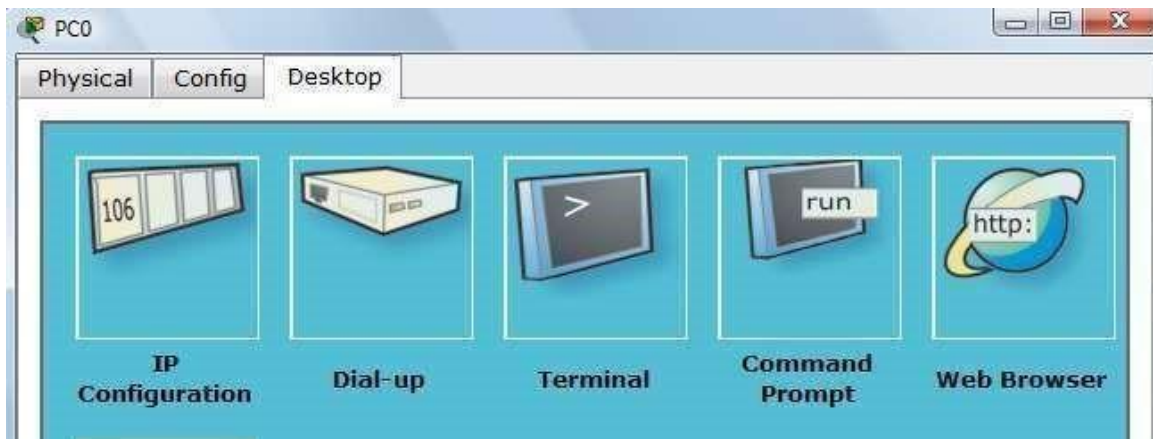 PC0
Physical Config Desktop
106
>
run
http:
IP
Configuration
Dial-up
Terminal
Command
Prompt
Web Browser